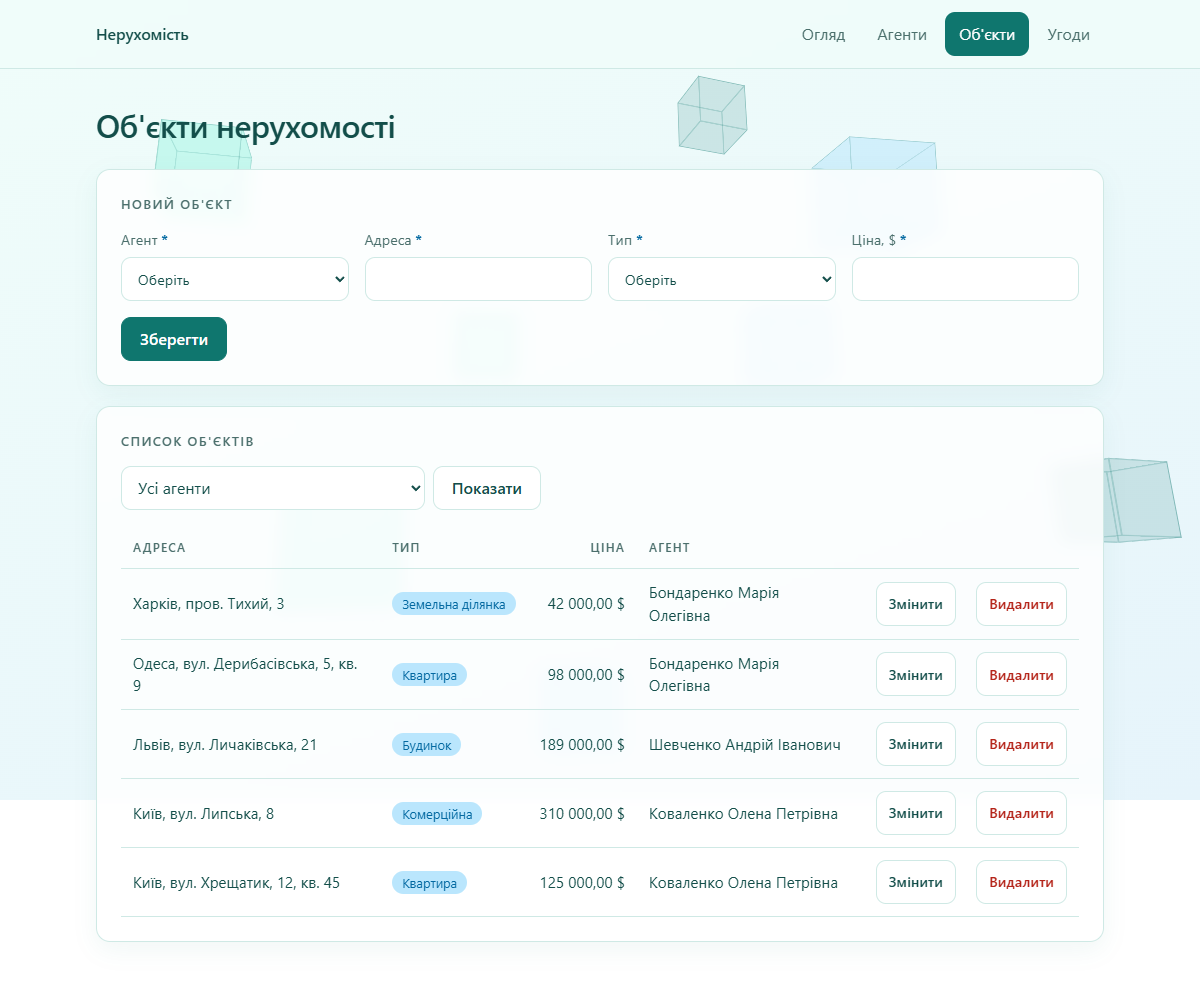 Нерухомість
Огляд Агенти Об'єкти Угоди
Об'єкти нерухомості
НОВИЙ ОБ'ЄКТ
Агент * Адреса * Тип * Ціна, $ *
Оберіть Оберіть
Зберегти
СПИСОК ОБ'ЄКТІВ
Усі агенти Показати
АДРЕСА ТИП ЦІНА АГЕНТ
Харків, пров. Тихий, 3 Земельна ділянка 42 000,00 $ Бондаренко Марія
Олегівна Змінити Видалити
Одеса, вул. Дерибасівська, 5, кв.
9 Квартира 98 000,00 $ Бондаренко Марія
Олегівна Змінити Видалити
Львів, вул. Личаківська, 21 Будинок 189 000,00 $ Шевченко Андрій Іванович Змінити Видалити
Київ, вул. Липська, 8 Комерційна 310 000,00 $ Коваленко Олена Петрівна Змінити Видалити
Київ, вул. Хрещатик, 12, кв. 45 Квартира 125 000,00 $ Коваленко Олена Петрівна Змінити Видалити